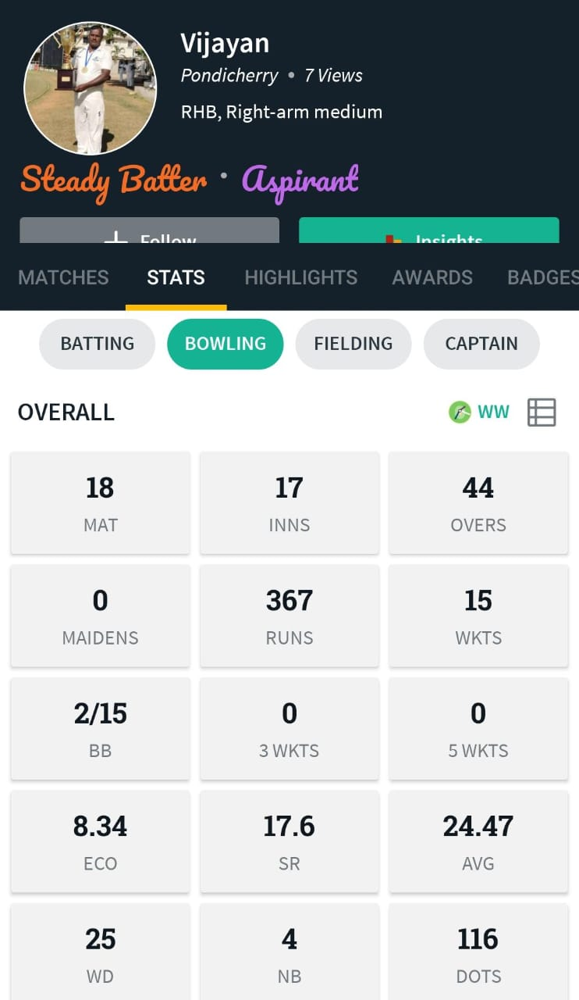 Vijayan
Pondicherry • 7 Views
RHB, Right-arm medium
Steady Batter • Aspirant
+ Follow Insights
MATCHES STATS HIGHLIGHTS AWARDS BADGES
BATTING BOWLING FIELDING CAPTAIN
OVERALL WW
18 17 44
MAT INNS OVERS
0 367 15
MAIDENS RUNS WKTS
2/15 0 0
BB 3 WKTS 5 WKTS
8.34 17.6 24.47
ECO SR AVG
25 4 116
WD NB DOTS